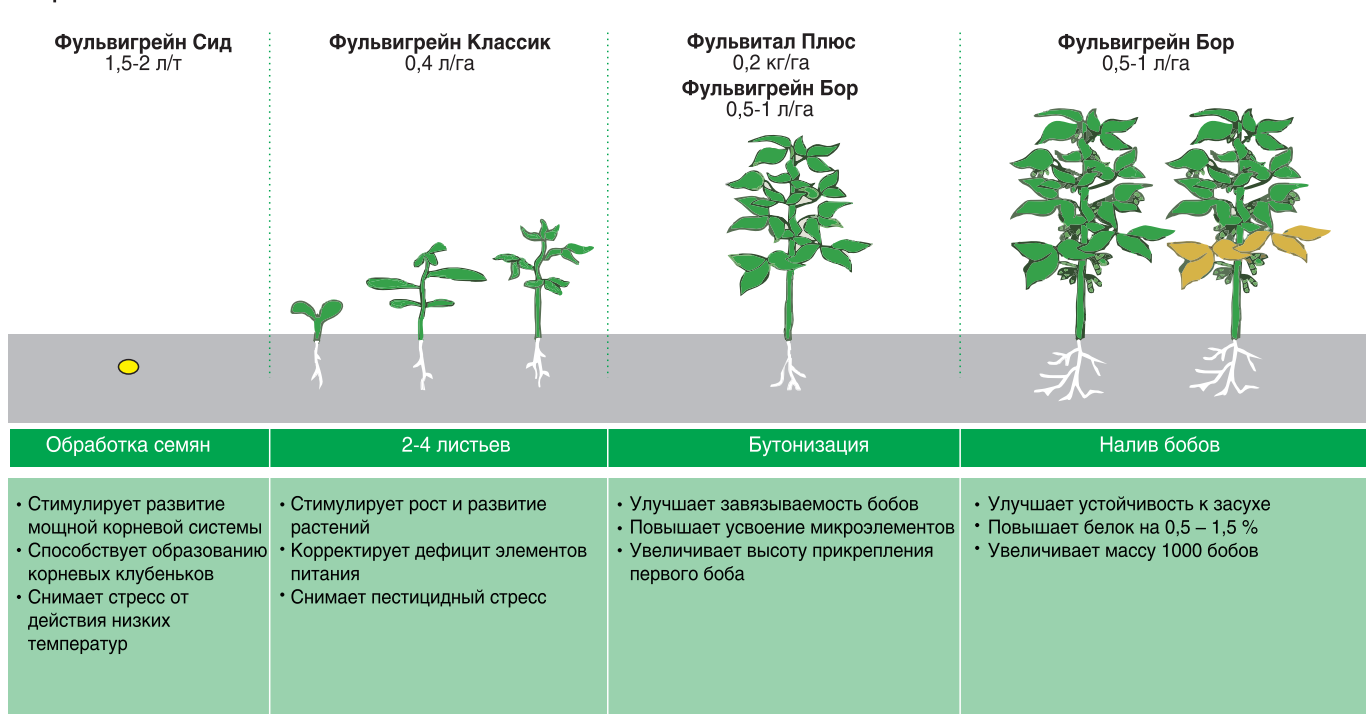 Фульвигрейн Сид
1,5-2 л/т
Фульвигрейн Классик
0,4 л/га
Фульвитал Плюс
0,2 кг/га
Фульвигрейн Бор
0,5-1 л/га
Фульвигрейн Бор
0,5-1 л/га
Обработка семян
2-4 листьев
Бутонизация
Налив бобов
• Стимулирует развитие
мощной корневой системы
• Способствует образованию
корневых клубеньков
• Снимает стресс от
действия низких
температур
• Стимулирует рост и развитие
растений
• Корректирует дефицит элементов
питания
• Снимает пестицидный стресс
• Улучшает завязываемость бобов
• Повышает усвоение микроэлементов
• Увеличивает высоту прикрепления
первого боба
• Улучшает устойчивость к засухе
• Повышает белок на 0,5 – 1,5 %
• Увеличивает массу 1000 бобов